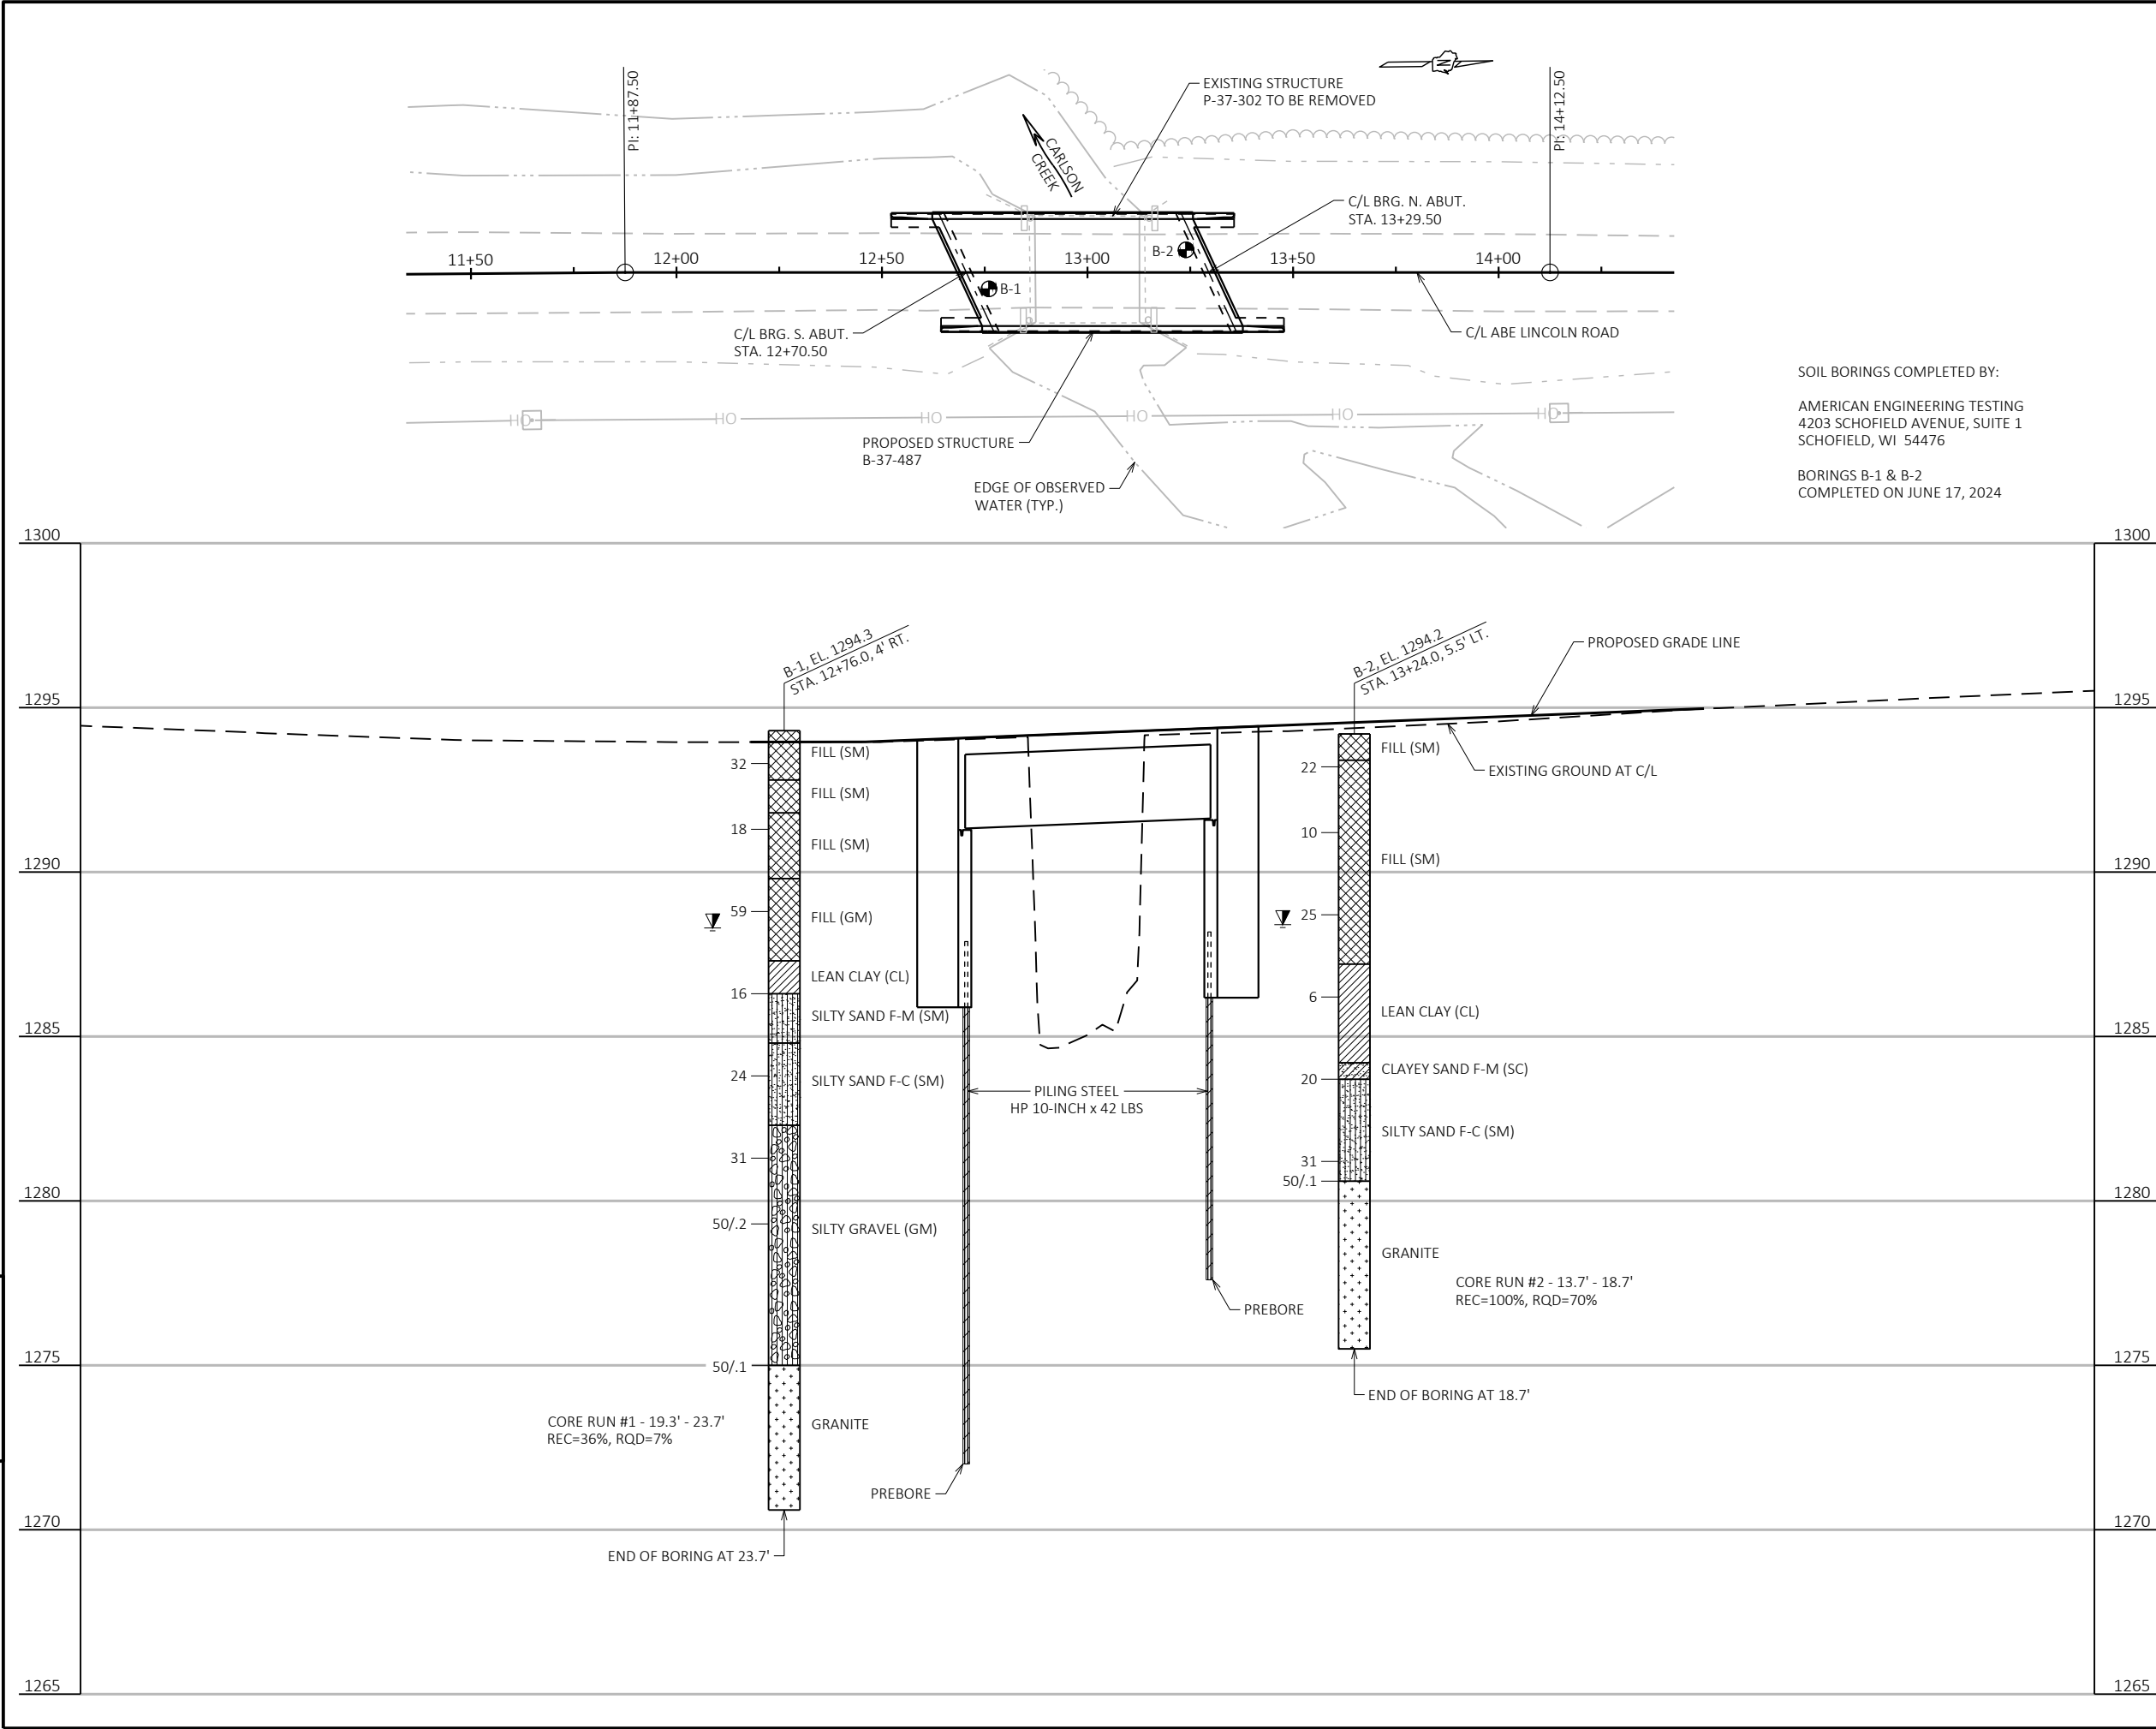 PI: 11+87.50
EXISTING STRUCTURE
P-37-302 TO BE REMOVED
N
PI: 14+12.50
CARLSON
CREEK
C/L BRG. N. ABUT.
STA. 13+29.50
11+50
12+00
12+50
13+00
13+50
14+00
B-2
B-1
C/L BRG. S. ABUT.
STA. 12+70.50
C/L ABE LINCOLN ROAD
HO
HO
HO
HO
HO
HO
PROPOSED STRUCTURE
B-37-487
EDGE OF OBSERVED
WATER (TYP.)
SOIL BORINGS COMPLETED BY:
AMERICAN ENGINEERING TESTING
4203 SCHOFIELD AVENUE, SUITE 1
SCHOFIELD, WI 54476
BORINGS B-1 & B-2
COMPLETED ON JUNE 17, 2024
1300
1295
1290
1285
1280
1275
1270
1265
B-1, EL. 1294.3
STA. 12+76.0, 4' RT.
32
18
59
16
24
31
50/.2
50/.1
FILL (SM)
FILL (SM)
FILL (SM)
FILL (GM)
LEAN CLAY (CL)
SILTY SAND F-M (SM)
SILTY SAND F-C (SM)
SILTY GRAVEL (GM)
GRANITE
CORE RUN #1 - 19.3' - 23.7'
REC=36%, RQD=7%
END OF BORING AT 23.7'
PREBORE
PILING STEEL
HP 10-INCH x 42 LBS
PREBORE
B-2, EL. 1294.2
STA. 13+24.0, 5.5' LT.
22
10
25
6
20
31
50/.1
FILL (SM)
FILL (SM)
LEAN CLAY (CL)
CLAYEY SAND F-M (SC)
SILTY SAND F-C (SM)
GRANITE
CORE RUN #2 - 13.7' - 18.7'
REC=100%, RQD=70%
END OF BORING AT 18.7'
PROPOSED GRADE LINE
EXISTING GROUND AT C/L
1300
1295
1290
1285
1280
1275
1270
1265